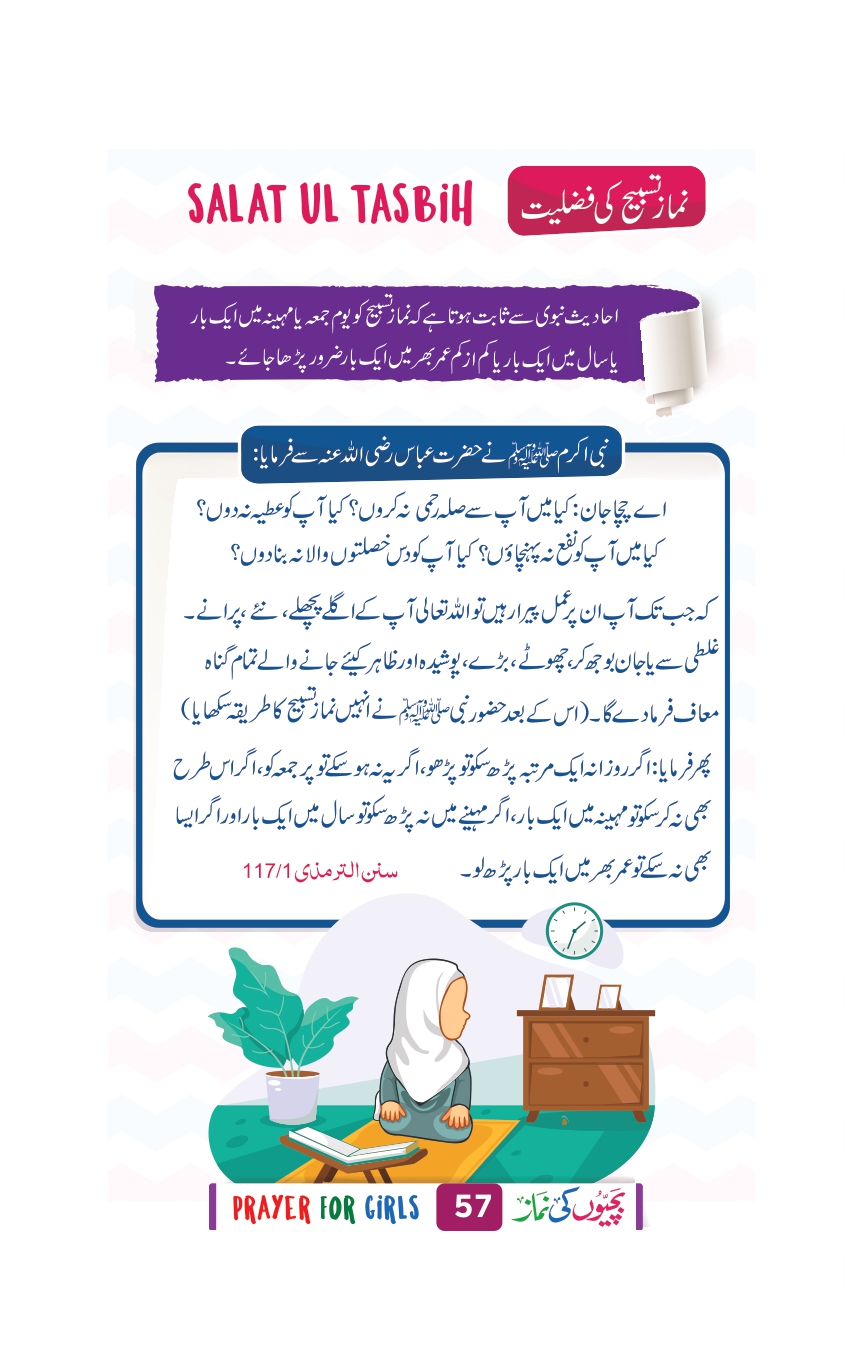 SALAT UL TASBiH
نماز تسبیح کی فضلیت
احادیث نبوی سے ثابت ہوتا ہے کہ نماز تسبیح کو یوم جمعہ یا مہینہ میں ایک بار
یا سال میں ایک بار یا کم از کم عمر بھر میں ایک بار ضرور پڑھا جائے۔
نبی اکرم ﷺ نے حضرت عباس رضی اللہ عنہ سے فرمایا:
اے چچا جان: کیا میں آپ سے صلہ رحمی نہ کروں؟ کیا آپ کو عطیہ نہ دوں؟
کیا میں آپ کو نفع نہ پہنچاؤں؟ کیا آپ کو دس خصلتوں والا نہ بنا دوں؟
کہ جب تک آپ ان پر عمل پیرا رہیں تو اللہ تعالی آپ کے اگلے پچھلے، نئے ، پرانے۔
غلطی سے یا جان بوجھ کر، چھوٹے ، بڑے، پوشیدہ اور ظاہر کیئے جانے والے تمام گناہ
معاف فرما دے گا۔ (اس کے بعد حضور نبی ﷺ نے انہیں نماز تسبیح کا طریقہ سکھایا)
پھر فرمایا: اگر روزانہ ایک مرتبہ پڑھ سکو تو پڑھو، اگر یہ نہ ہو سکے تو پر جمعہ کو، اگر اس طرح
بھی نہ کر سکو تو مہینہ میں ایک بار، اگر مہینے میں نہ پڑھ سکو تو سال میں ایک بار اور اگر ایسا
بھی نہ سکے تو عمر بھر میں ایک بار پڑھ لو۔ سنن الترمذی 117/1
PRAYER FOR GiRLS 57 بچیّوں کی نماز